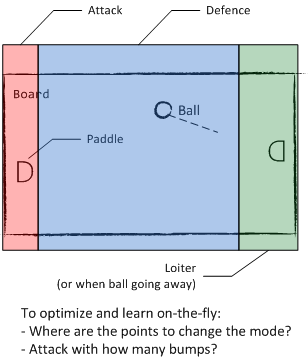 Attack
Defence
Board
Ball
Paddle
Loiter
(or when ball going away)
To optimize and learn on-the-fly:
- Where are the points to change the mode?
- Attack with how many bumps?